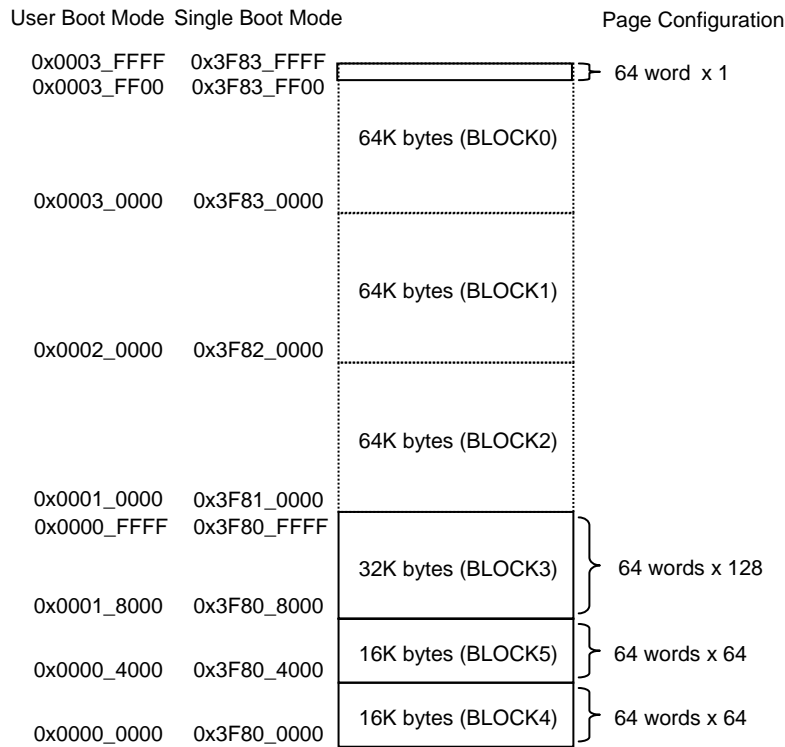 User Boot Mode Single Boot Mode Page Configuration
0x0003_FFFF 0x3F83_FFFF
64 word x 1
0x0003_FF00 0x3F83_FF00
64K bytes (BLOCK0)
0x0003_0000 0x3F83_0000
64K bytes (BLOCK1)
0x0002_0000 0x3F82_0000
64K bytes (BLOCK2)
0x0001_0000 0x3F81_0000
0x0000_FFFF 0x3F80_FFFF
32K bytes (BLOCK3) 64 words x 128
0x0001_8000 0x3F80_8000
16K bytes (BLOCK5) 64 words x 64
0x0000_4000 0x3F80_4000
16K bytes (BLOCK4) 64 words x 64
0x0000_0000 0x3F80_0000